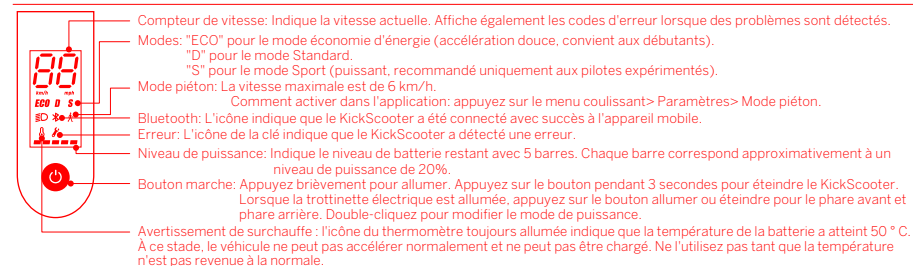 Compteur de vitesse: Indique la vitesse actuelle. Affiche également les codes d'erreur lorsque des problèmes sont détectés.
88
km/h mph
ECO D S
Modes: "ECO" pour le mode économie d'énergie (accélération douce, convient aux débutants).
"D" pour le mode Standard.
"S" pour le mode Sport (puissant, recommandé uniquement aux pilotes expérimentés).
Mode piéton: La vitesse maximale est de 6 km/h.
Comment activer dans l'application: appuyez sur le menu coulissant> Paramètres> Mode piéton.
Bluetooth: L'icône indique que le KickScooter a été connecté avec succès à l'appareil mobile.
Erreur: L'icône de la clé indique que le KickScooter a détecté une erreur.
Niveau de puissance: Indique le niveau de batterie restant avec 5 barres. Chaque barre correspond approximativement à un
niveau de puissance de 20%.
Bouton marche: Appuyez brièvement pour allumer. Appuyez sur le bouton pendant 3 secondes pour éteindre le KickScooter.
Lorsque la trottinette électrique est allumée, appuyez sur le bouton allumer ou éteindre pour le phare avant et
phare arrière. Double-cliquez pour modifier le mode de puissance.
Avertissement de surchauffe : l'icône du thermomètre toujours allumée indique que la température de la batterie a atteint 50 ° C.
À ce stade, le véhicule ne peut pas accélérer normalement et ne peut pas être chargé. Ne l'utilisez pas tant que la température
n'est pas revenue à la normale.